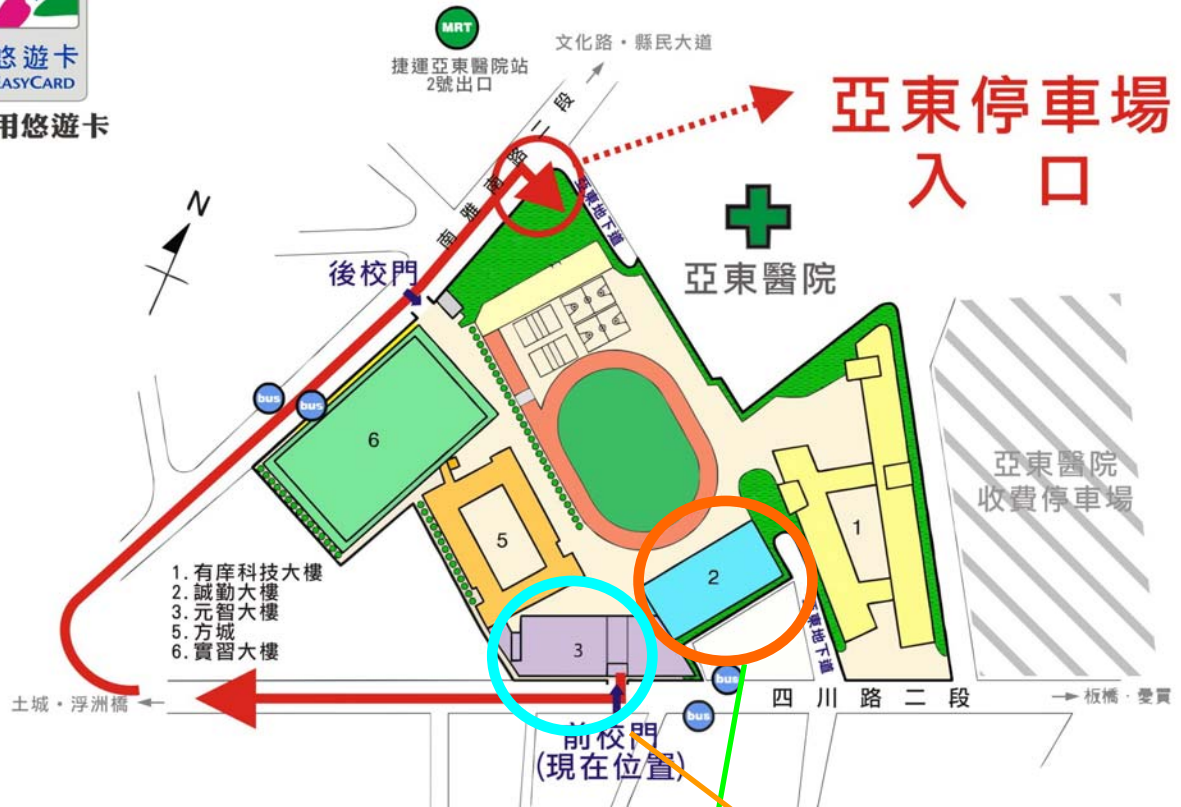 悠遊卡
EASYCARD
用悠遊卡
MRT
捷運亞東醫院站
2號出口
文化路・縣民大道
亞東停車場
入口
N
南雅南路二段
亞東地下道
亞東醫院
後校門
bus
bus
6
5
1
2
3
亞東醫院
收費停車場
1. 有庠科技大樓
2. 誠勤大樓
3. 元智大樓
5. 方城
6. 實習大樓
亞東地下道
bus
bus
土城・浮洲橋
四川路二段
板橋・愛買
前校門
(現在位置)